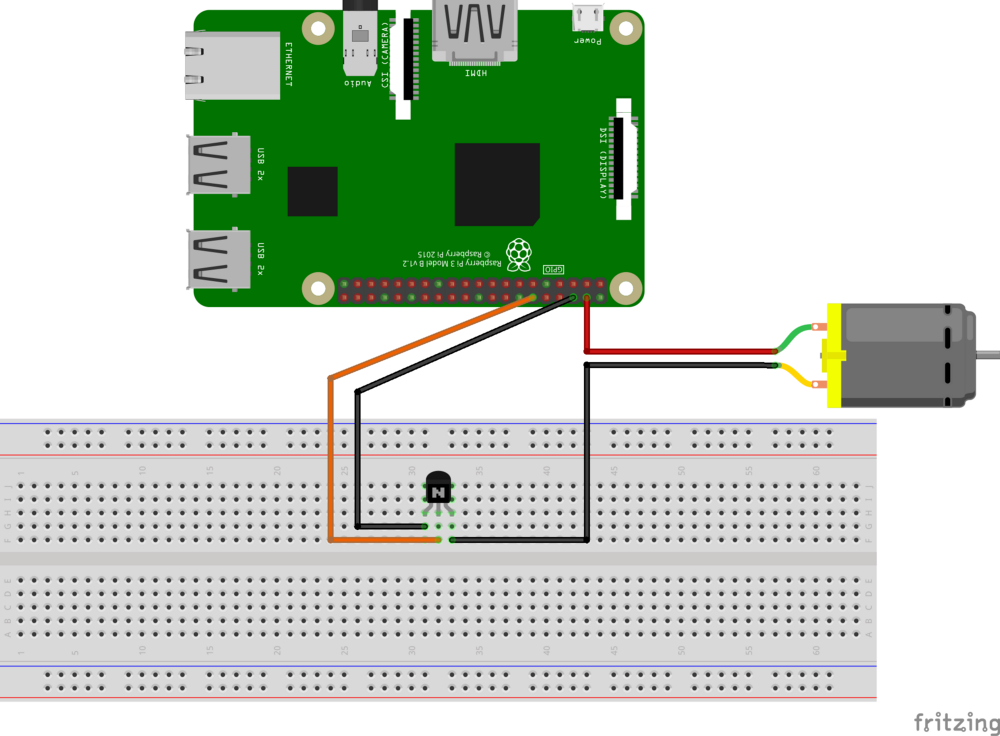 ETHERNET
Audio
CSI (CAMERA)
HDMI
Power
USB 2x
DSI (DISPLAY)
USB 2x
Raspberry Pi 3 Model B v1.2
© Raspberry Pi 2015
GPIO
1 5 10 15 20 25 30 35 40 45 50 55 60
J
I
H
G
F
N
E
D
C
B
A
1 5 10 15 20 25 30 35 40 45 50 55 60
fritzing